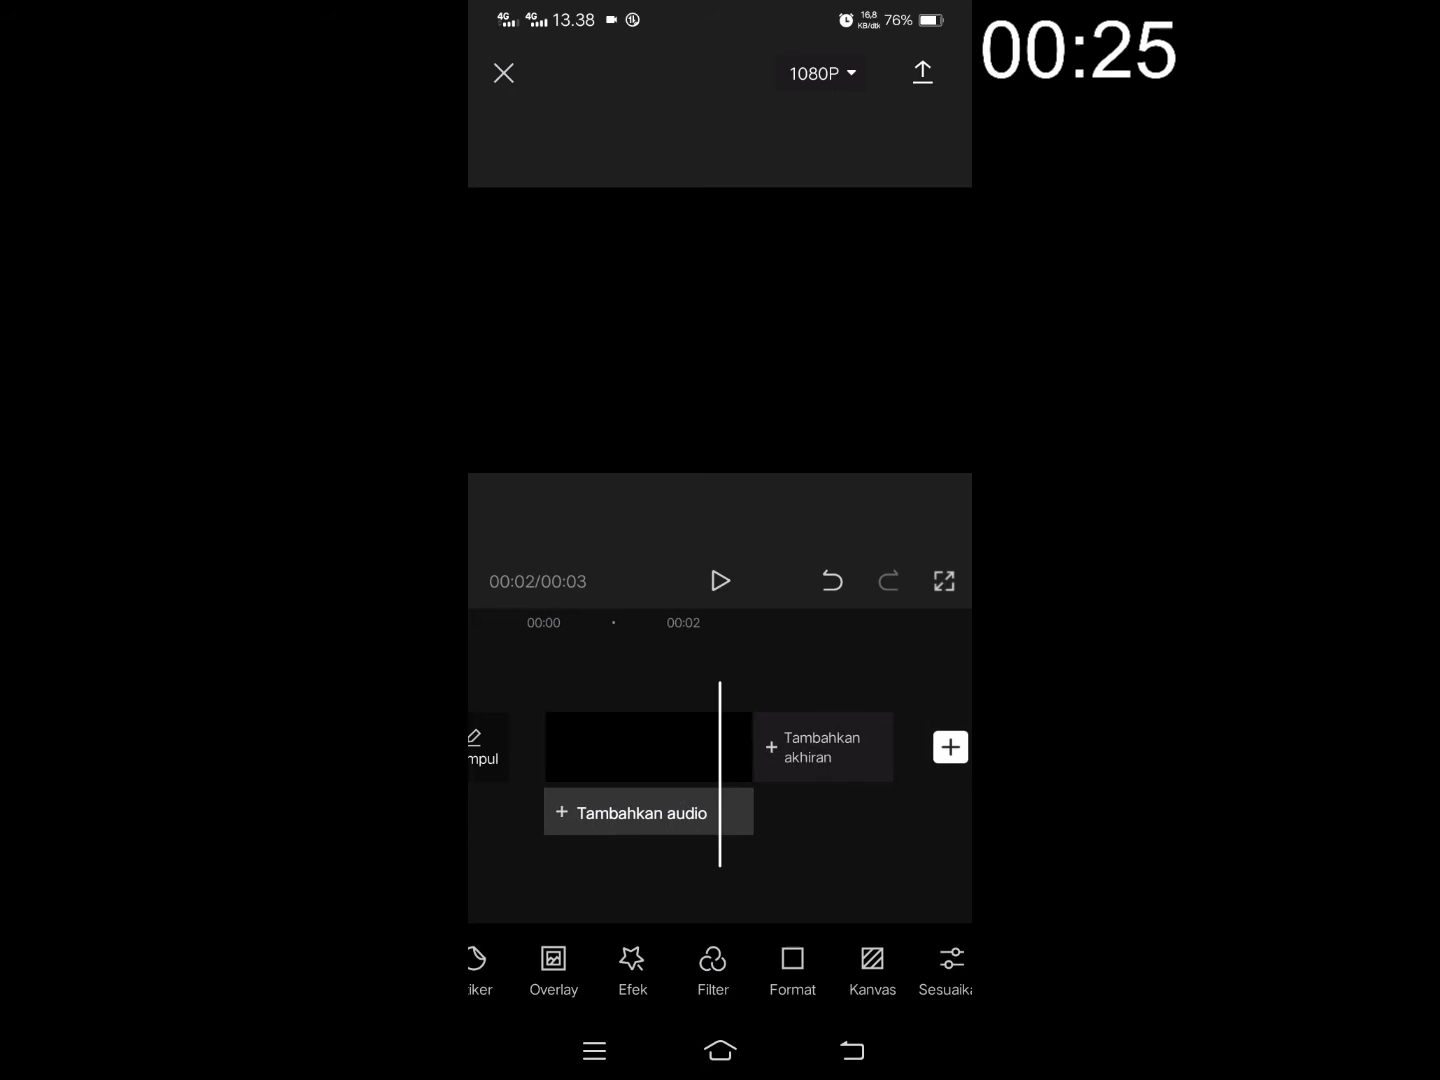 4G 4G 13.38 16,8 KB/dtk 76%
00:25
1080P
00:02/00:03
00:00 00:02
mpul
Tambahkan akhiran
+
Tambahkan audio
iker Overlay Efek Filter Format Kanvas Sesuaik